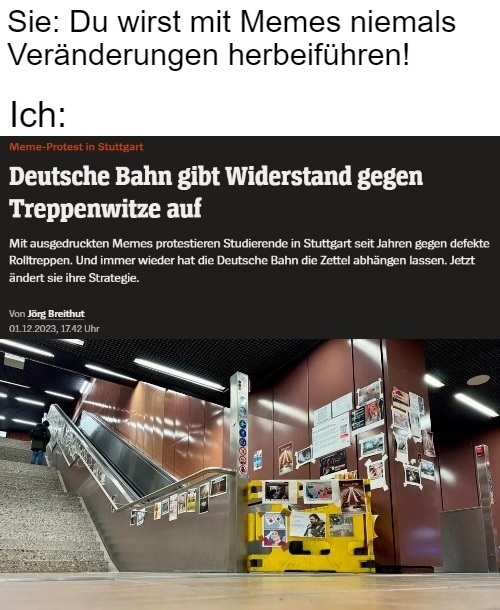 Sie: Du wirst mit Memes niemals
Veränderungen herbeiführen!
Ich:
Meme-Protest in Stuttgart
Deutsche Bahn gibt Widerstand gegen
Treppenwitze auf
Mit ausgedruckten Memes protestieren Studierende in Stuttgart seit Jahren gegen defekte
Rolltreppen. Und immer wieder hat die Deutsche Bahn die Zettel abhängen lassen. Jetzt
ändert sie ihre Strategie.
Von Jörg Breithut
01.12.2023, 17.42 Uhr